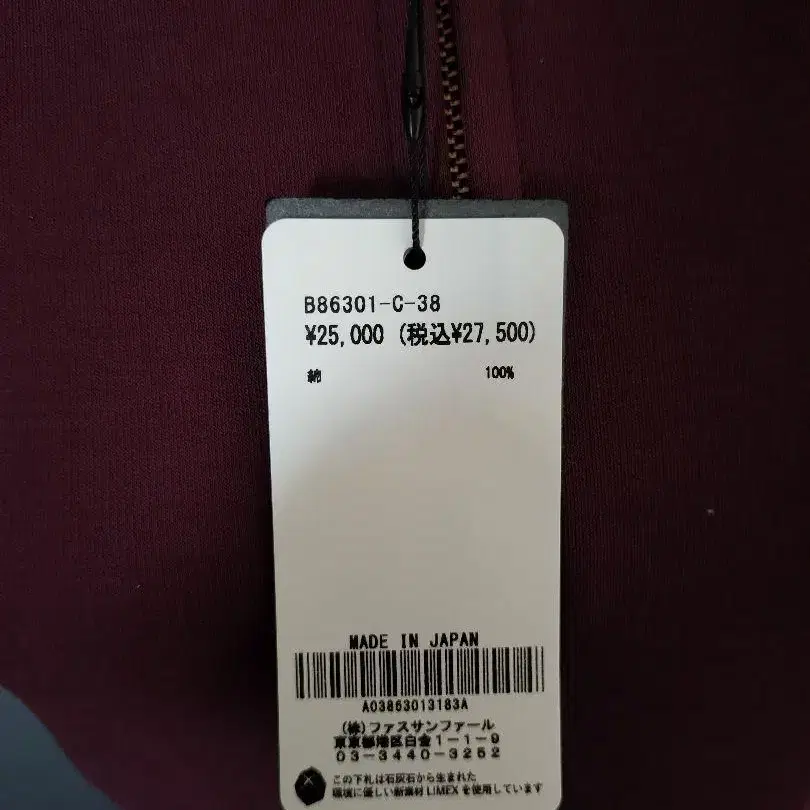 B86301-C-38
¥25,000 (税込¥27,500)
綿 100%
MADE IN JAPAN
A03863013183A
(株)ファスサンファール
東京都港区白金1-1-9
03-3440-3252
この下札は石灰石から生まれた
環境に優しい新素材 LIMEX を使用しています